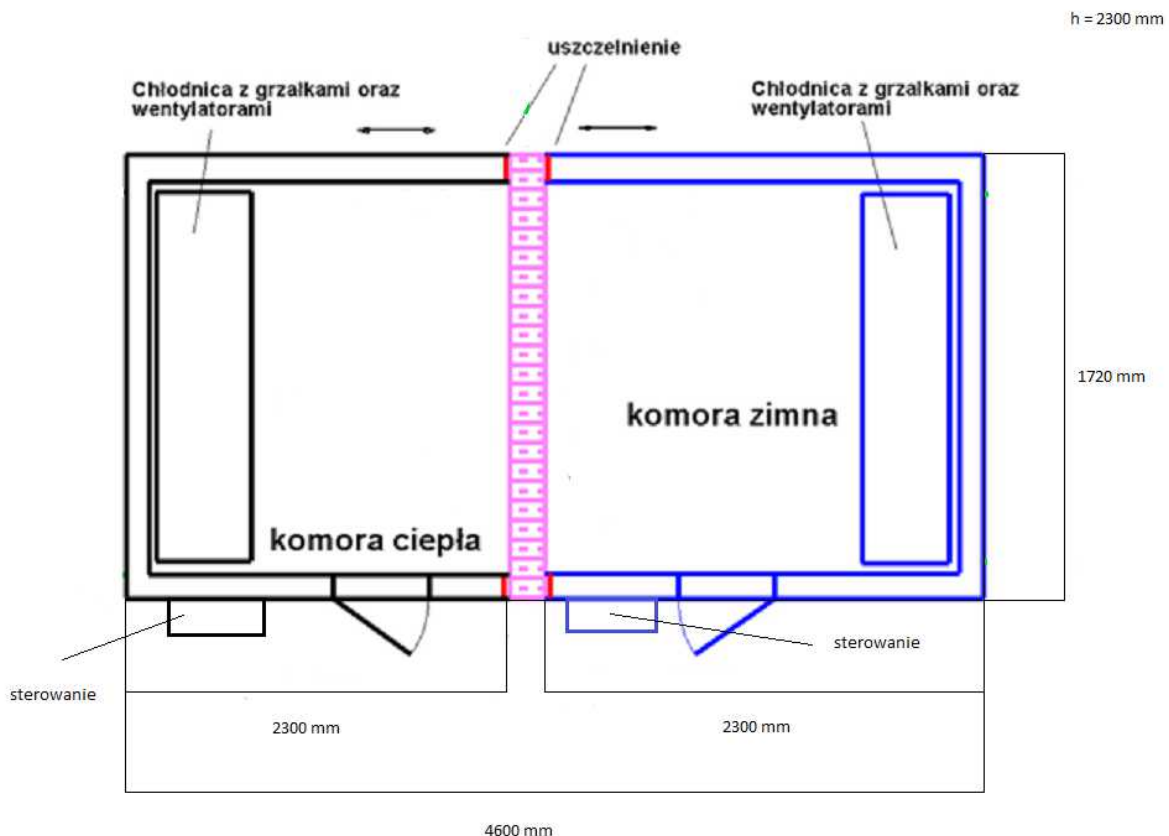 h = 2300 mm
uszczelnienie
Chłodnica z grzałkami oraz
wentylatorami
Chłodnica z grzałkami oraz
wentylatorami
1720 mm
komora zimna
komora ciepła
sterowanie
sterowanie
2300 mm
2300 mm
4600 mm